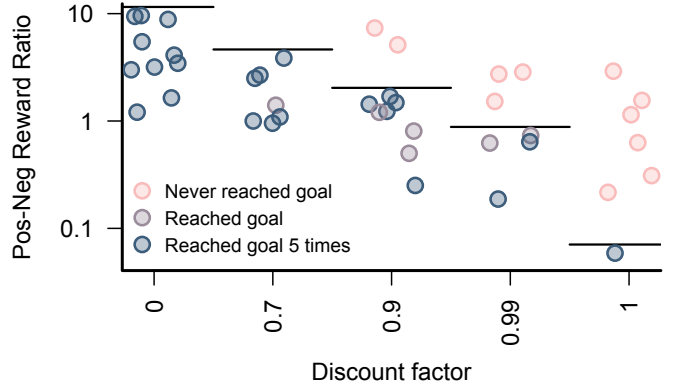 Pos-Neg Reward Ratio
10
1
0.1
Never reached goal
Reached goal
Reached goal 5 times
0
0.7
0.9
0.99
1
Discount factor